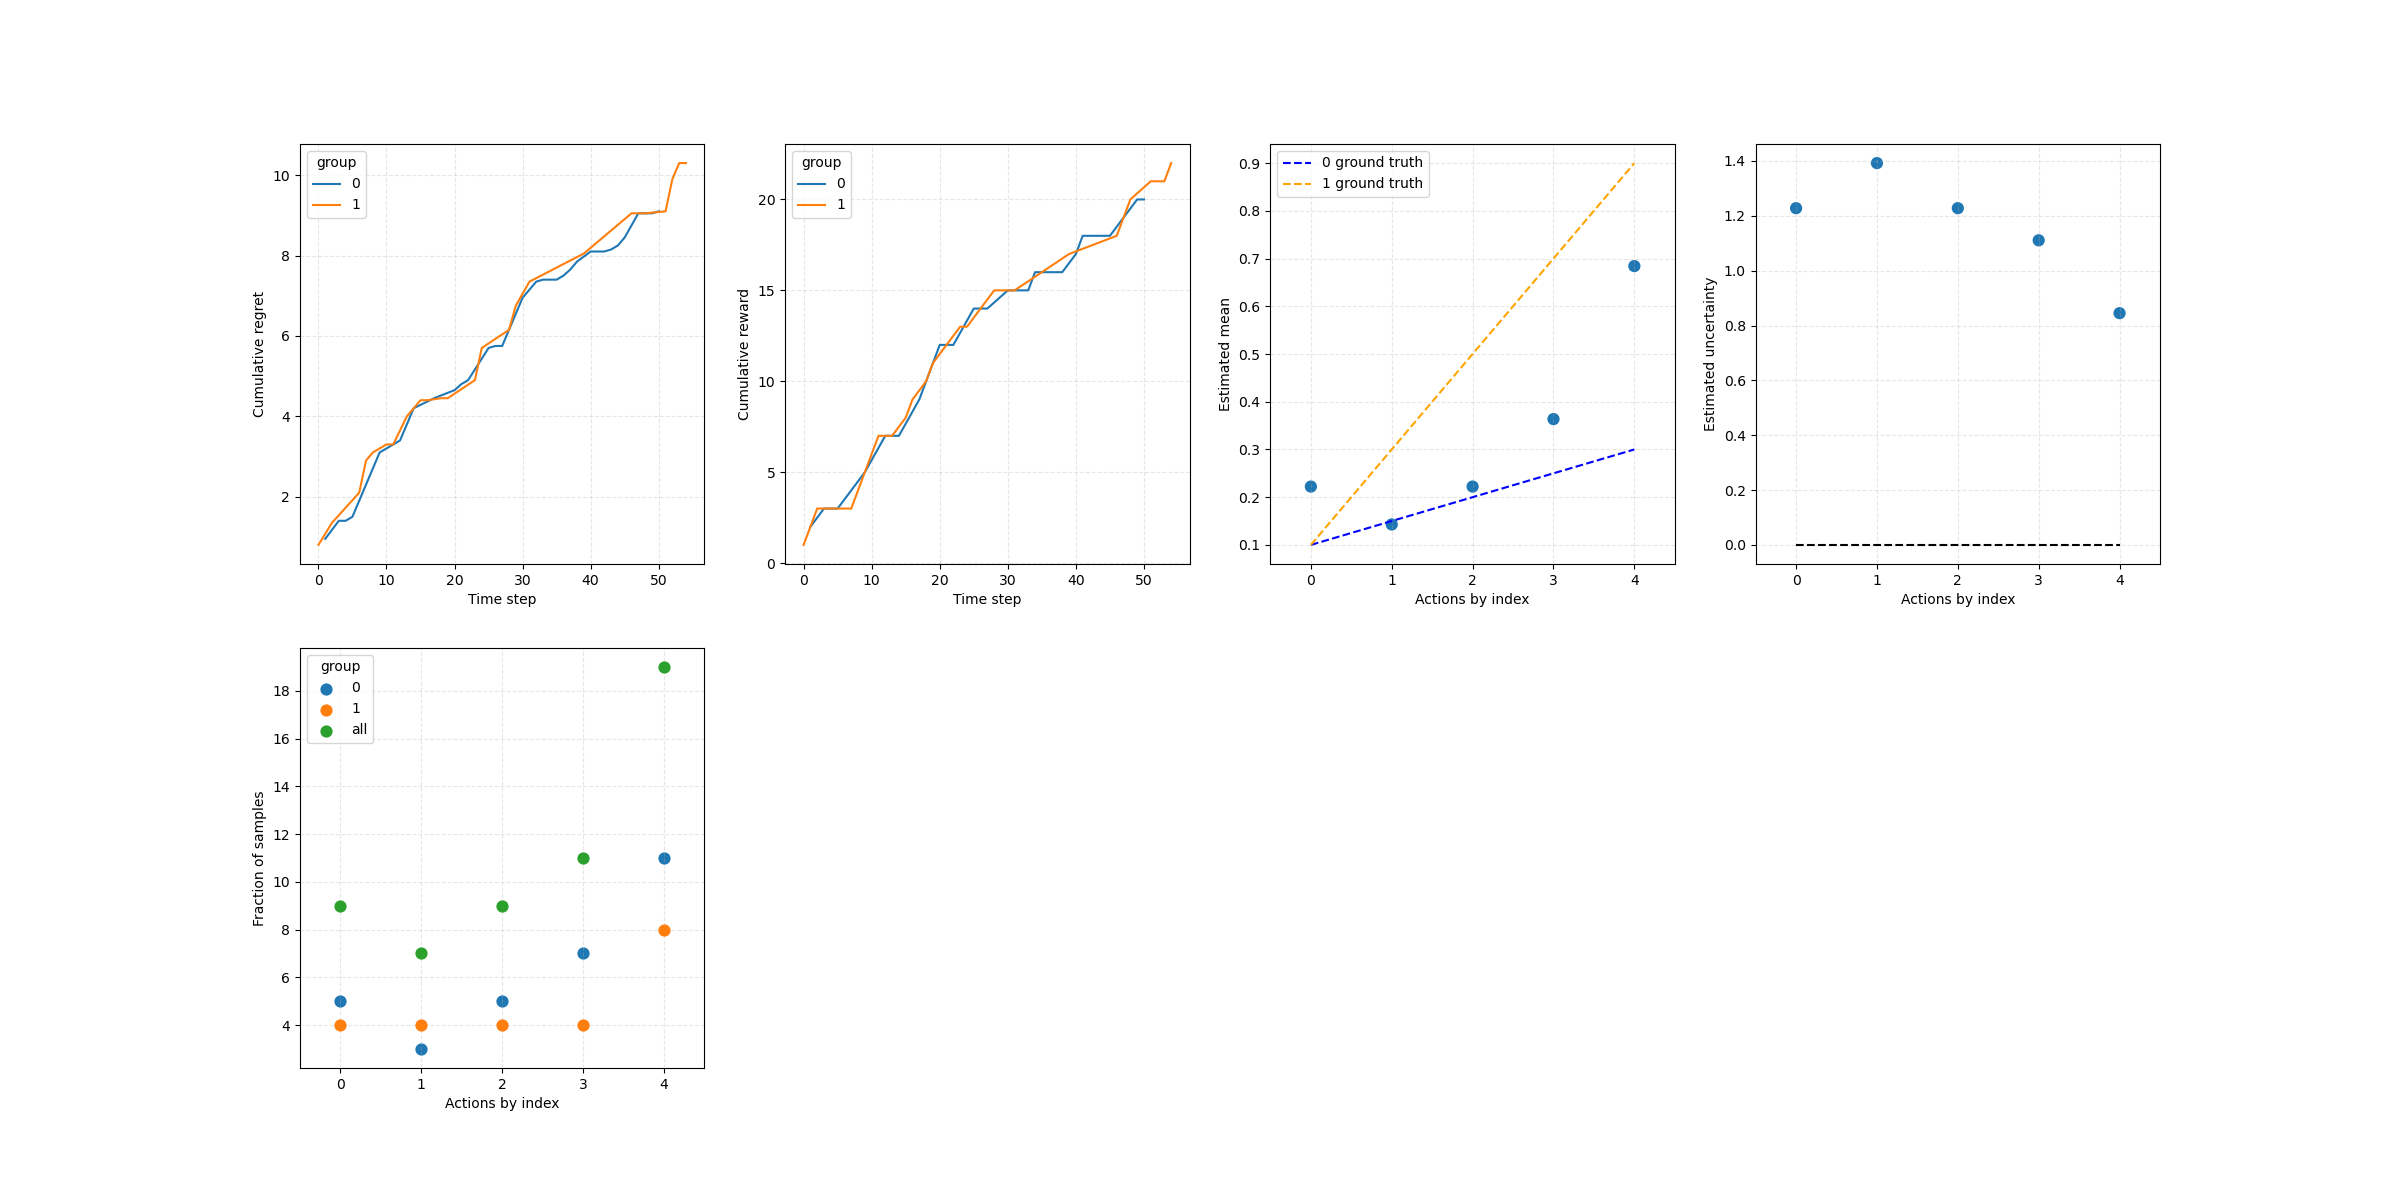 group
0
1
10
8
6
4
2
Cumulative regret
0 10 20 30 40 50
Time step
group
0
1
20
15
10
5
0
Cumulative reward
0 10 20 30 40 50
Time step
0 ground truth
1 ground truth
0.9
0.8
0.7
0.6
0.5
0.4
0.3
0.2
0.1
Estimated mean
0 1 2 3 4
Actions by index
1.4
1.2
1.0
0.8
0.6
0.4
0.2
0.0
Estimated uncertainty
0 1 2 3 4
Actions by index
group
0
1
all
18
16
14
12
10
8
6
4
Fraction of samples
0 1 2 3 4
Actions by index